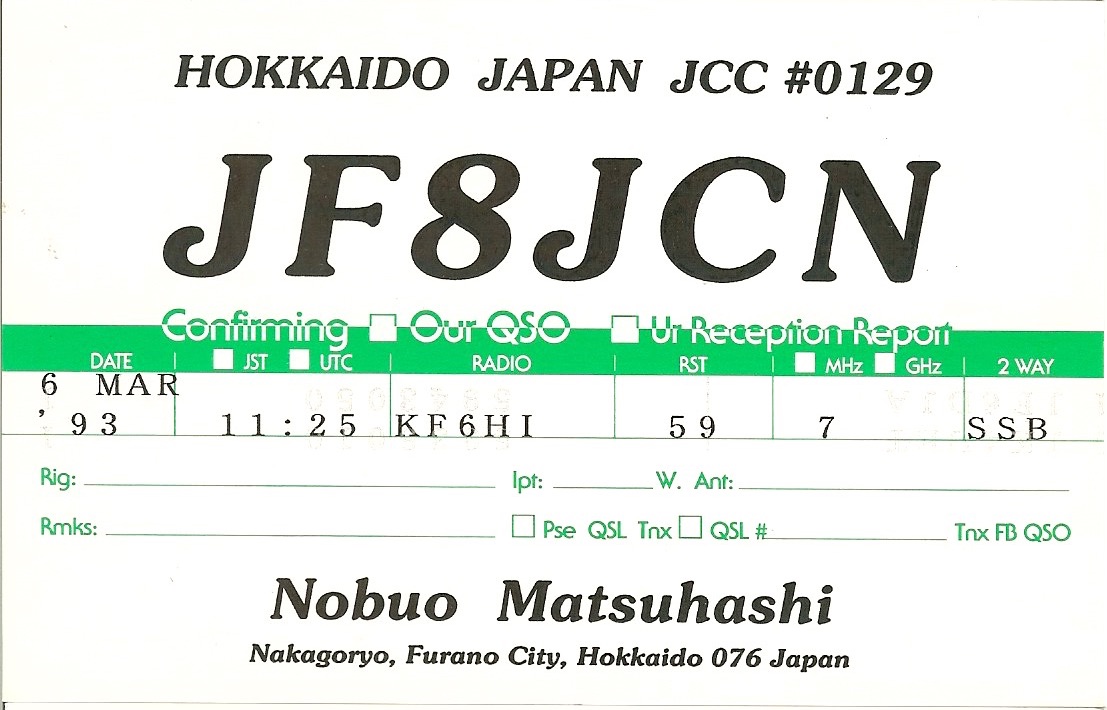 HOKKAIDO JAPAN JCC #0129
JF8JCN
Confirming Our QSO Ur Reception Report
DATE JST UTC RADIO RST MHz GHz 2 WAY
6 MAR
'93 11:25 KF6HI 59 7 SSB
Rig: Ipt: W. Ant:
Rmks: Pse QSL Tnx QSL # Tnx FB QSO
Nobuo Matsuhashi
Nakagoryo, Furano City, Hokkaido 076 Japan